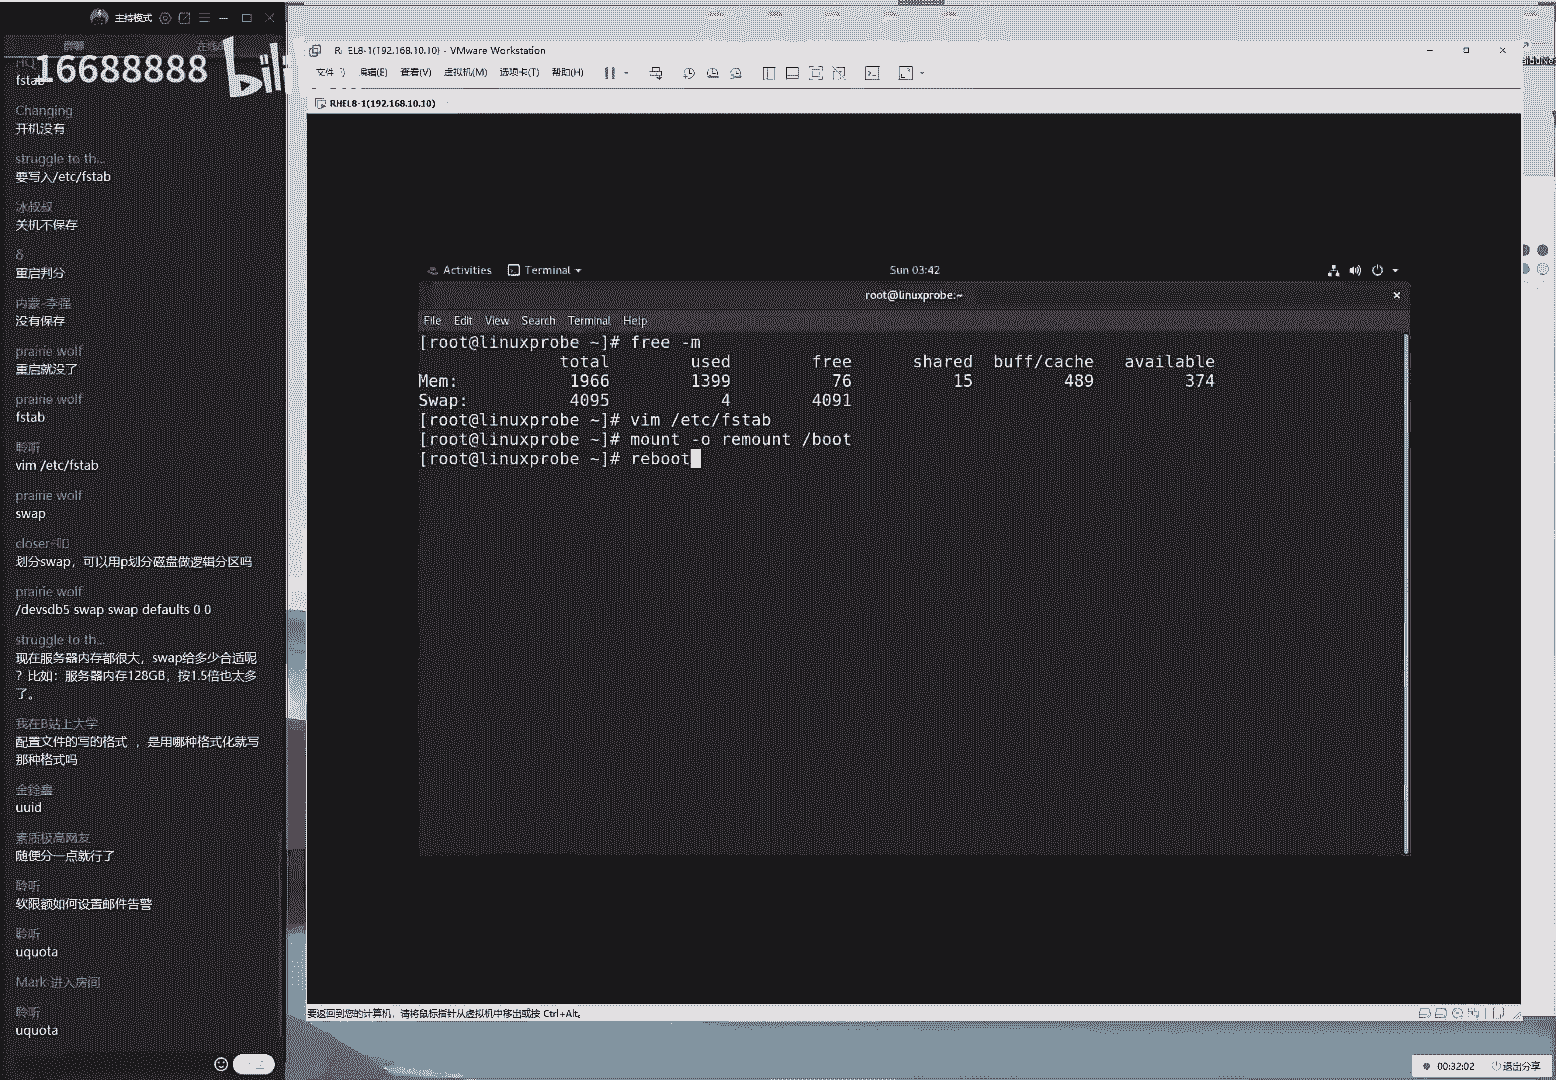 主持模式
16688888 bili
fstab
Changing
开机没有
struggle to th...
要写入/etc/fstab
冰叔叔
关机不保存
δ
重启判分
内蒙-李强
没有保存
prairie wolf
重启就没了
prairie wolf
fstab
聆听
vim /etc/fstab
prairie wolf
swap
划分swap，可以用p划分磁盘做逻辑分区吗
prairie wolf
/devsdb5 swap swap defaults 0 0
struggle to th...
现在服务器内存都很大，swap给多少合适呢
？比如：服务器内存128GB，按1.5倍也太多
了。
我在B站上大学
配置文件的写的格式 ，是用哪种格式化就写
那种格式吗
uuid
素质极高网友
随便分一点就行了
聆听
软限额如何设置邮件告警
聆听
uquota
Mark 进入房间
聆听
uquota
EL8-1(192.168.10.10) - VMware Workstation
文件 编辑(E) 查看(V) 虚拟机(M) 选项卡(T) 帮助(H)
RHEL8-1(192.168.10.10)
Activities Terminal Sun 03:42
root@linuxprobe:~
File Edit View Search Terminal Help
[root@linuxprobe ~]# free -m
total used free shared buff/cache available
Mem: 1966 1399 76 15 489 374
Swap: 4095 4 4091
[root@linuxprobe ~]# vim /etc/fstab
[root@linuxprobe ~]# mount -o remount /boot
[root@linuxprobe ~]# reboot
要返回到您的计算机，请将鼠标指针从虚拟机中移出或按 Ctrl+Alt。
00:32:02 退出分享